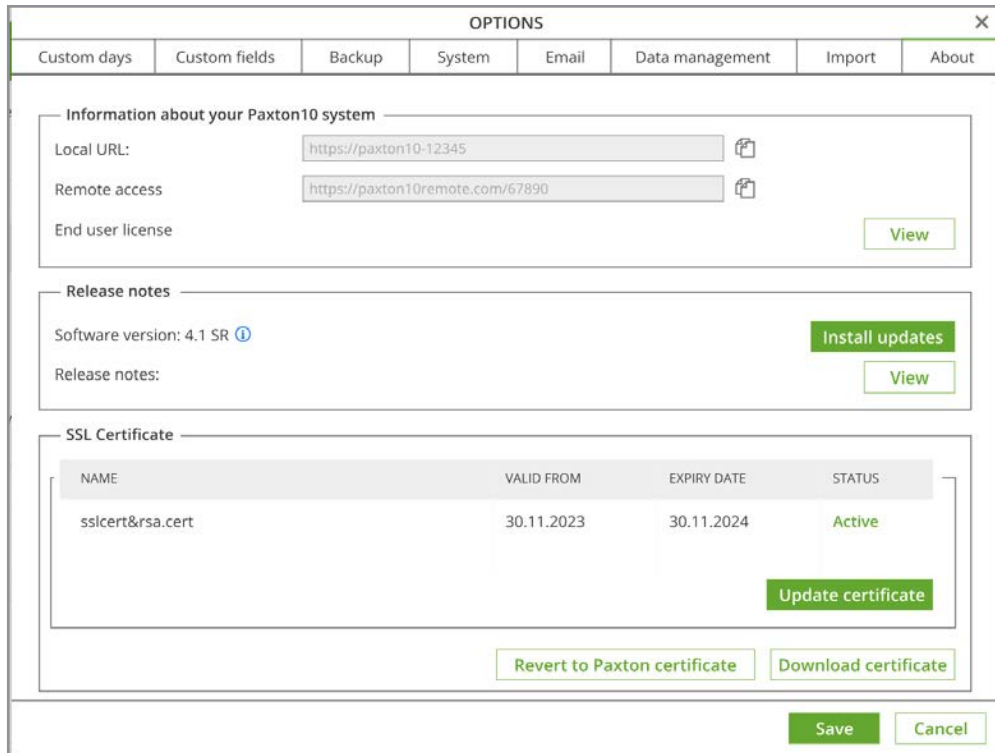 OPTIONS
Custom days Custom fields Backup System Email Data management Import About
Information about your Paxton10 system
Local URL: https://paxton10-12345
Remote access https://paxton10remote.com/67890
End user license View
Release notes
Software version: 4.1 SR Install updates
Release notes: View
SSL Certificate
NAME VALID FROM EXPIRY DATE STATUS
sslcert&rsa.cert 30.11.2023 30.11.2024 Active
Update certificate
Revert to Paxton certificate Download certificate
Save Cancel